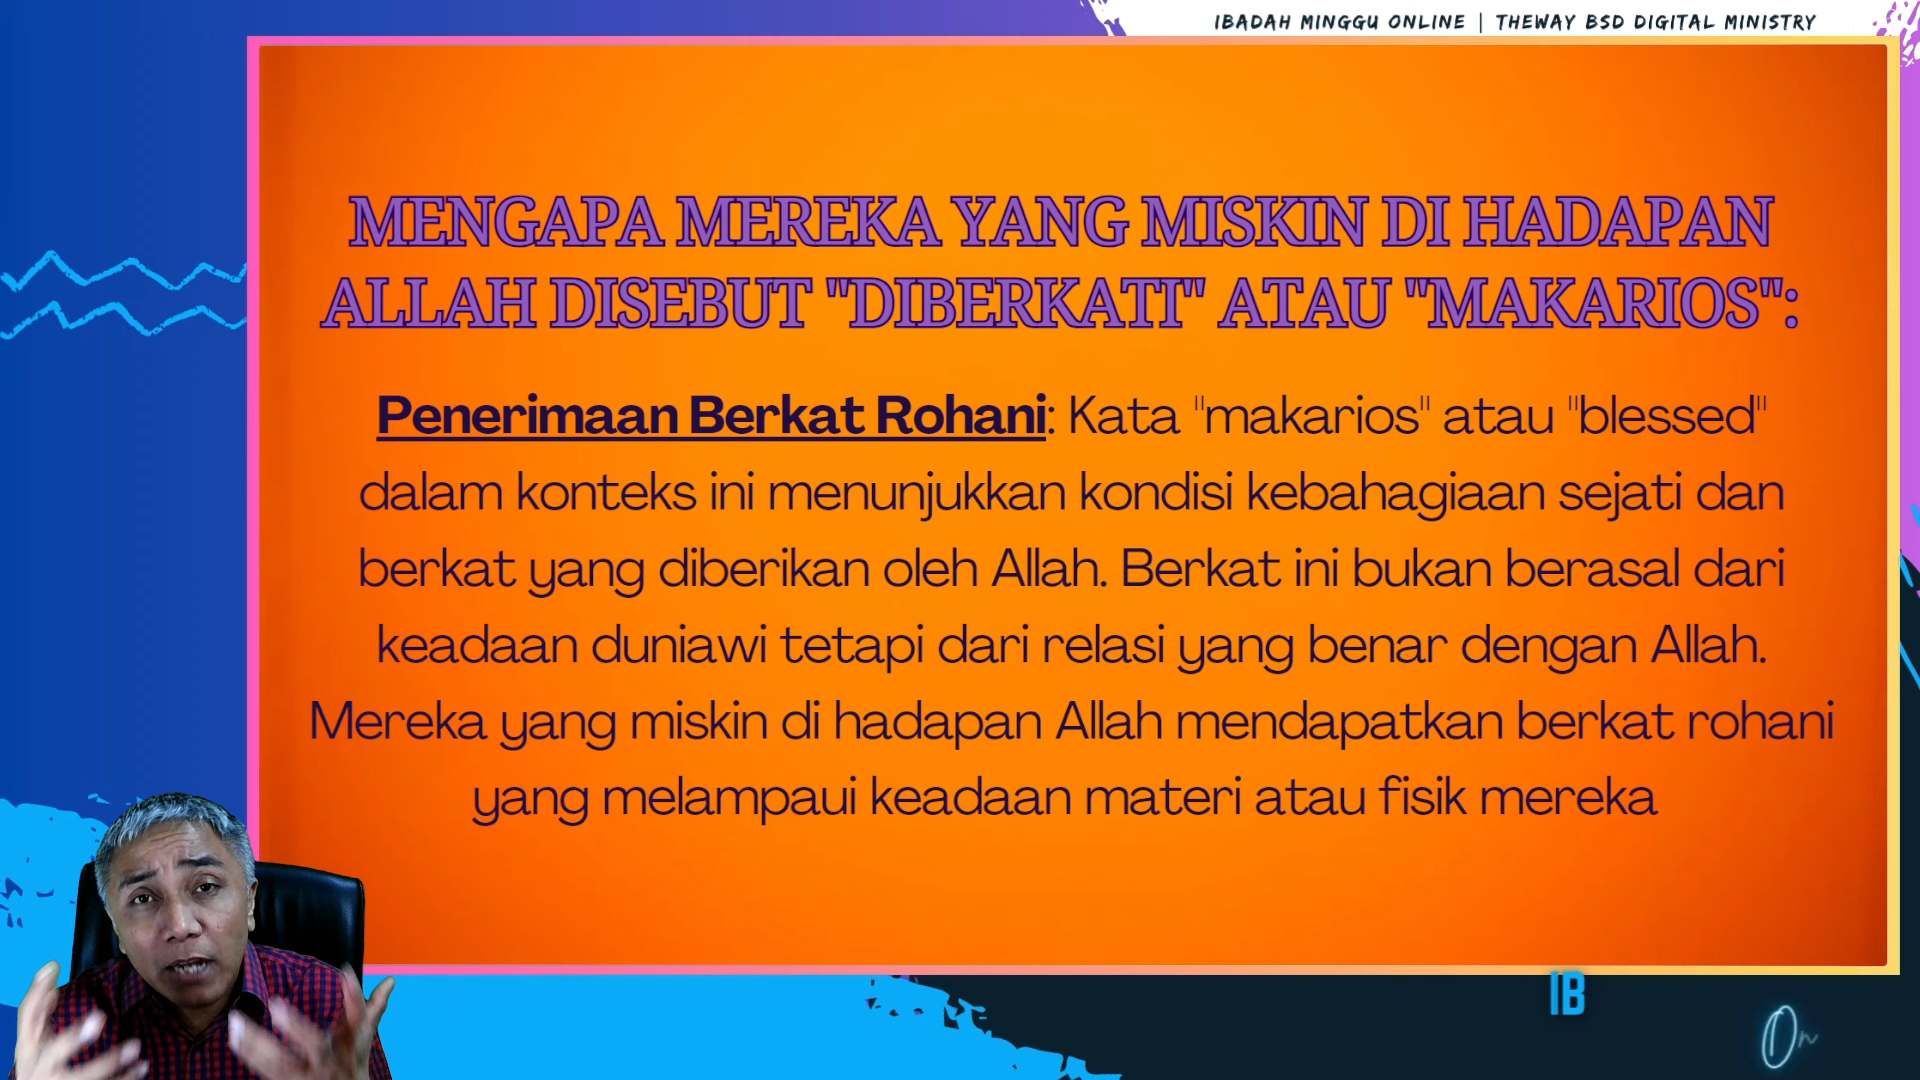 IBADAH MINGGU ONLINE | THEWAY BSD DIGITAL MINISTRY
MENGAPA MEREKA YANG MISKIN DI HADAPAN
ALLAH DISEBUT "DIBERKATI" ATAU "MAKARIOS":
Penerimaan Berkat Rohani: Kata "makarios" atau "blessed"
dalam konteks ini menunjukkan kondisi kebahagiaan sejati dan
berkat yang diberikan oleh Allah. Berkat ini bukan berasal dari
keadaan duniawi tetapi dari relasi yang benar dengan Allah.
Mereka yang miskin di hadapan Allah mendapatkan berkat rohani
yang melampaui keadaan materi atau fisik mereka
IB
On